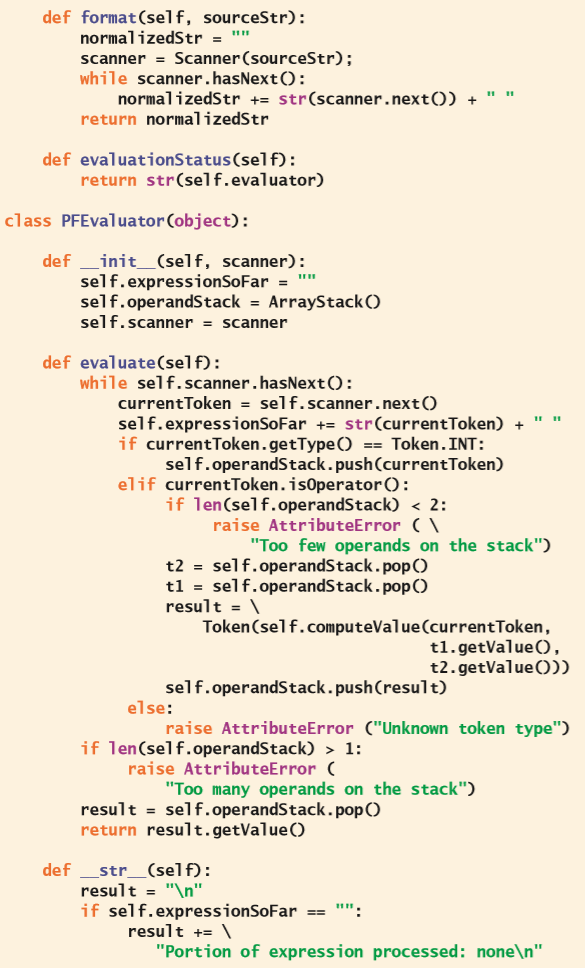 def format(self, sourceStr):
        normalizedStr = ""
        scanner = Scanner(sourceStr);
        while scanner.hasNext():
            normalizedStr += str(scanner.next()) + " "
        return normalizedStr

    def evaluationStatus(self):
        return str(self.evaluator)

class PFEvaluator(object):

    def __init__(self, scanner):
        self.expressionSoFar = ""
        self.operandStack = ArrayStack()
        self.scanner = scanner

    def evaluate(self):
        while self.scanner.hasNext():
            currentToken = self.scanner.next()
            self.expressionSoFar += str(currentToken) + " "
            if currentToken.getType() == Token.INT:
                 self.operandStack.push(currentToken)
            elif currentToken.isOperator():
                 if len(self.operandStack) < 2:
                      raise AttributeError ( \
                          "Too few operands on the stack")
                 t2 = self.operandStack.pop()
                 t1 = self.operandStack.pop()
                 result = \
                     Token(self.computeValue(currentToken,
                                             t1.getValue(),
                                             t2.getValue()))
                 self.operandStack.push(result)
             else:
                 raise AttributeError ("Unknown token type")
        if len(self.operandStack) > 1:
             raise AttributeError (
                 "Too many operands on the stack")
        result = self.operandStack.pop()
        return result.getValue()

    def __str__(self):
        result = "\n"
        if self.expressionSoFar == "":
             result += \
                "Portion of expression processed: none\n"